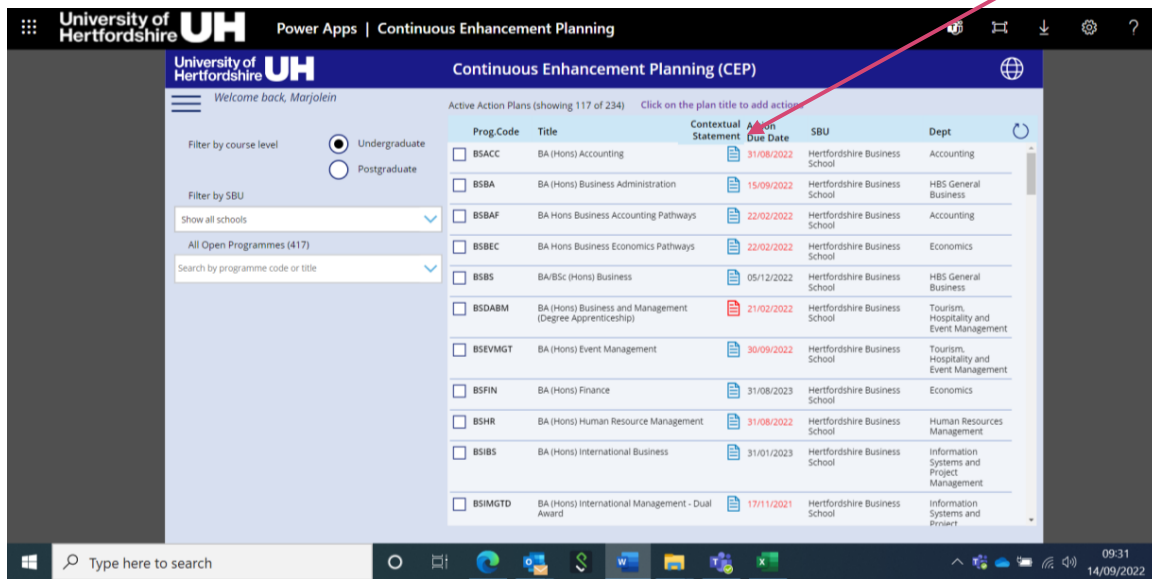 University of
Hertfordshire UH
Power Apps | Continuous Enhancement Planning
?
University of
Hertfordshire UH
Continuous Enhancement Planning (CEP)
Welcome back, Marjolein
Active Action Plans (showing 117 of 234) Click on the plan title to add actions
Filter by course level
Undergraduate
Postgraduate
Filter by SBU
Show all schools
All Open Programmes (417)
Search by programme code or title
Prog.Code Title Contextual Statement Action Due Date SBU Dept
BSACC BA (Hons) Accounting 31/08/2022 Hertfordshire Business School Accounting
BSBA BA (Hons) Business Administration 15/09/2022 Hertfordshire Business School HBS General Business
BSBAF BA Hons Business Accounting Pathways 22/02/2022 Hertfordshire Business School Accounting
BSBEC BA Hons Business Economics Pathways 22/02/2022 Hertfordshire Business School Economics
BSBS BA/BSc (Hons) Business 05/12/2022 Hertfordshire Business School HBS General Business
BSDABM BA (Hons) Business and Management (Degree Apprenticeship) 21/02/2022 Hertfordshire Business School Tourism, Hospitality and Event Management
BSEVMGT BA (Hons) Event Management 30/09/2022 Hertfordshire Business School Tourism, Hospitality and Event Management
BSFIN BA (Hons) Finance 31/08/2023 Hertfordshire Business School Economics
BSHR BA (Hons) Human Resource Management 31/08/2022 Hertfordshire Business School Human Resources Management
BSIBS BA (Hons) International Business 31/01/2023 Hertfordshire Business School Information Systems and Project Management
BSIMGTD BA (Hons) International Management - Dual Award 17/11/2021 Hertfordshire Business School Information Systems and Project
Type here to search
09:31
14/09/2022